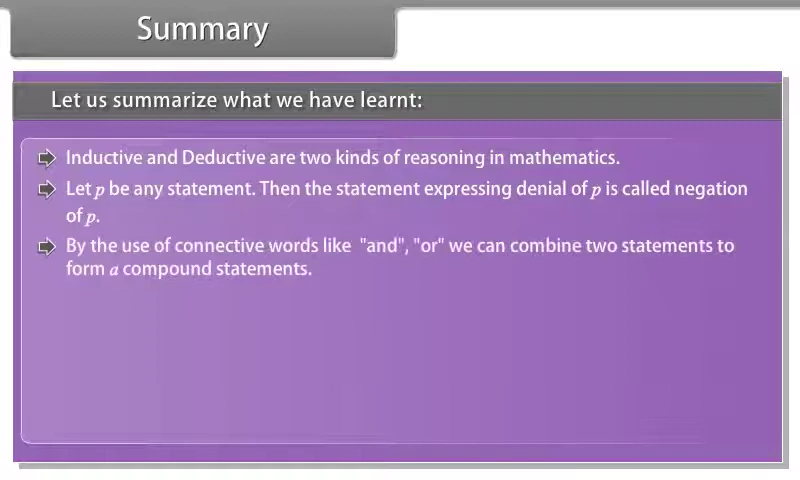 Summary
Let us summarize what we have learnt:
Inductive and Deductive are two kinds of reasoning in mathematics.
Let p be any statement. Then the statement expressing denial of p is called negation
of p.
By the use of connective words like "and", "or" we can combine two statements to
form a compound statements.